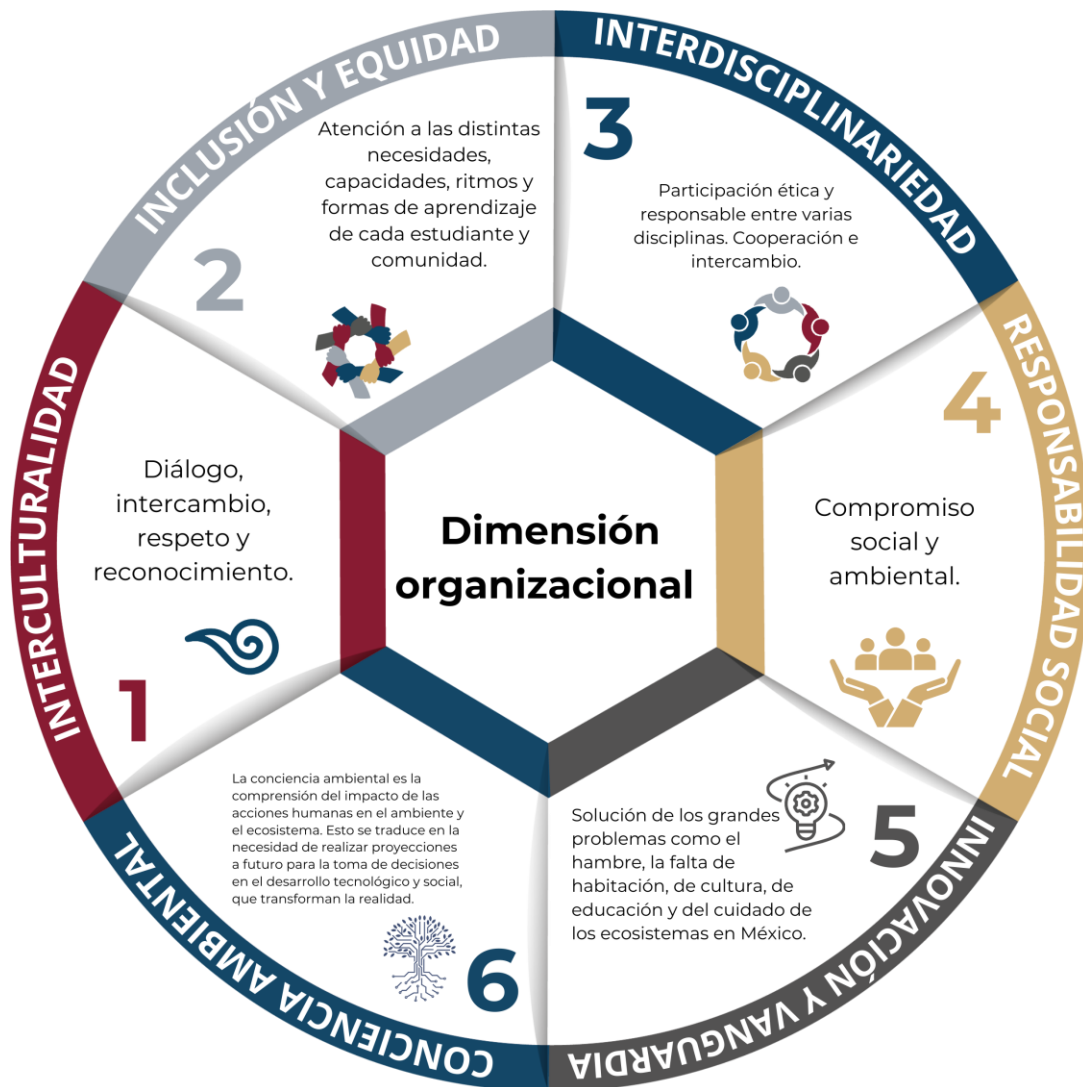 Dimensión
organizacional
INTERCULTURALIDAD
1
Diálogo,
intercambio,
respeto y
reconocimiento.
INCLUSIÓN Y EQUIDAD
2
Atención a las distintas
necesidades,
capacidades, ritmos y
formas de aprendizaje
de cada estudiante y
comunidad.
INTERDISCIPLINARIEDAD
3
Participación ética y
responsable entre varias
disciplinas. Cooperación e
intercambio.
RESPONSABILIDAD SOCIAL
4
Compromiso
social y
ambiental.
INNOVACIÓN Y VANGUARDIA
5
Solución de los grandes
problemas como el
hambre, la falta de
habitación, de cultura, de
educación y del cuidado de
los ecosistemas en México.
CONCIENCIA AMBIENTAL
6
La conciencia ambiental es la
comprensión del impacto de las
acciones humanas en el ambiente y
el ecosistema. Esto se traduce en la
necesidad de realizar proyecciones
a futuro para la toma de decisiones
en el desarrollo tecnológico y social,
que transforman la realidad.